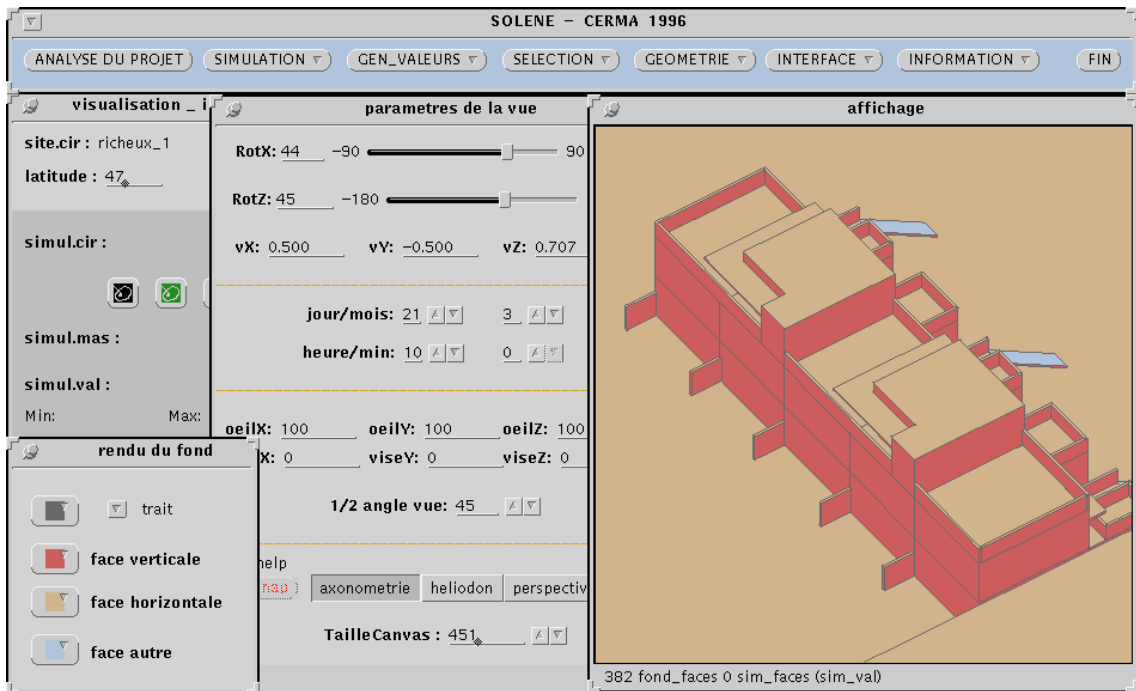 SOLENE – CERMA 1996
ANALYSE DU PROJET SIMULATION GEN_VALEURS SELECTION GEOMETRIE INTERFACE INFORMATION FIN
visualisation _ i
site.cir : richeux_1
latitude : 47
simul.cir :
simul.mas :
simul.val :
Min: Max:
parametres de la vue
RotX: 44 -90 90
RotZ: 45 -180
vX: 0.500 vY: -0.500 vZ: 0.707
jour/mois: 21 3
heure/min: 10 0
oeilX: 100 oeilY: 100 oeilZ: 100
X: 0 viseY: 0 viseZ: 0
1/2 angle vue: 45
help
nap axonometrie heliodon perspectiv
TailleCanvas : 451
rendu du fond
trait
face verticale
face horizontale
face autre
affichage
382 fond_faces 0 sim_faces (sim_val)